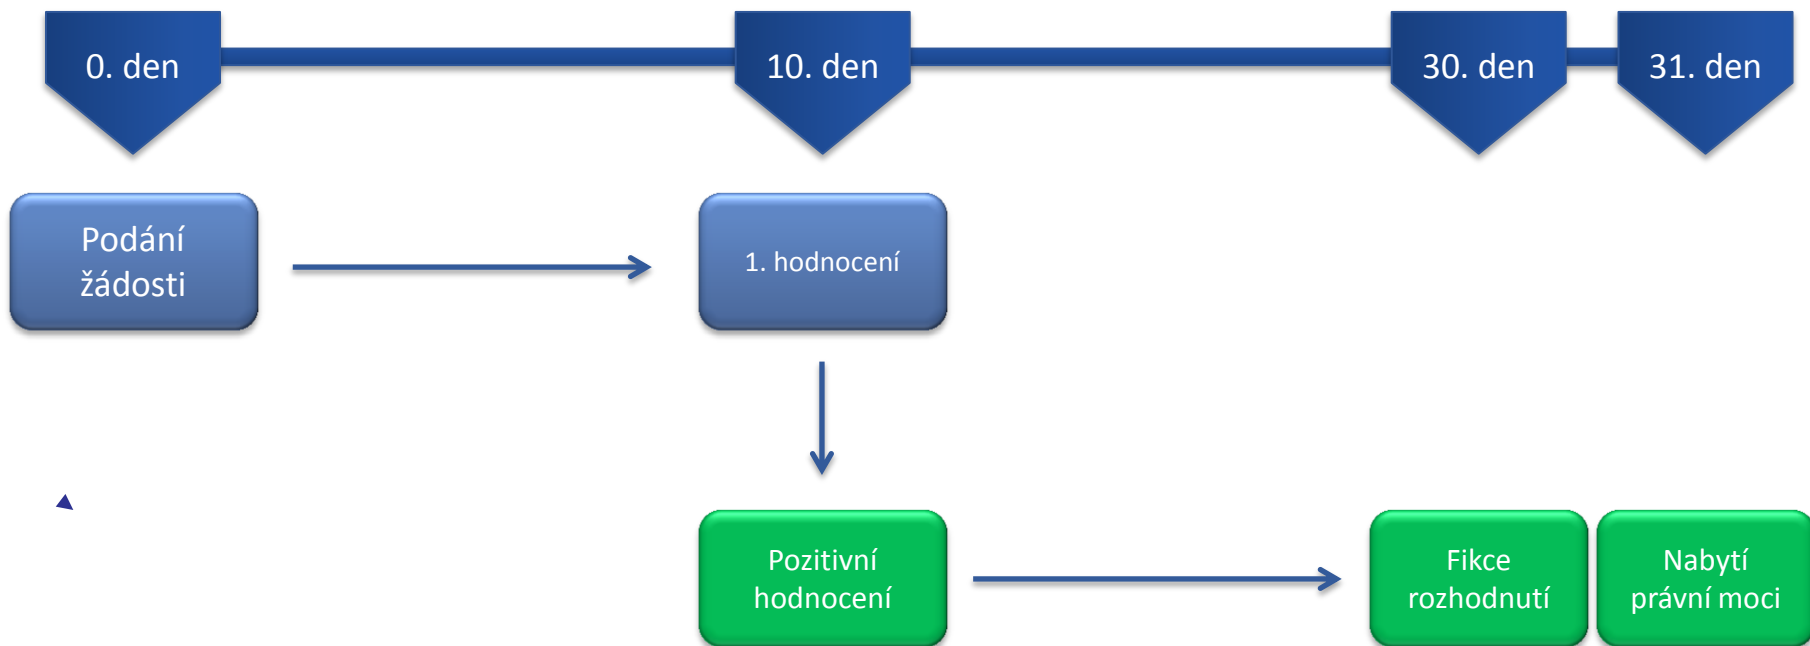 0. den
10. den
30. den
31. den
Podání
žádosti
1. hodnocení
Pozitivní
hodnocení
Fikce
rozhodnutí
Nabytí
právní moci